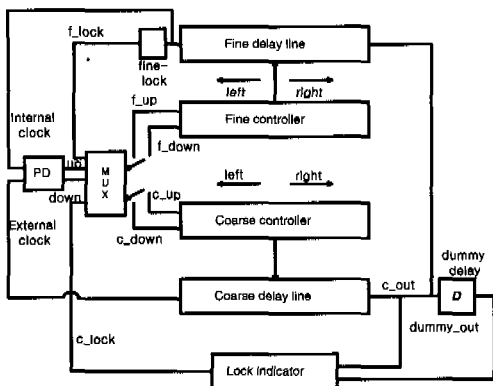 f_lock
Fine delay line
fine-
lock
left
right
f_up
Internal
clock
Fine controller
f_down
PD
up
M
U
X
left
right
down
c_up
Coarse controller
External
clock
c_down
dummy
delay
c_out
Coarse delay line
D
dummy_out
c_lock
Lock indicator